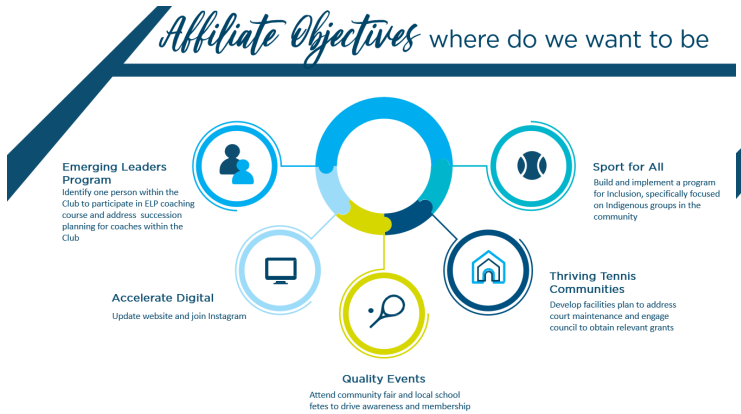 Affiliate Objectives where do we want to be
Emerging Leaders
Program
Identify one person within the
Club to participate in ELP coaching
course and address succession
planning for coaches within the
Club
Sport for All
Build and implement a program
for Inclusion, specifically focused
on Indigenous groups in the
community
Accelerate Digital
Update website and join Instagram
Thriving Tennis
Communities
Develop facilities plan to address
court maintenance and engage
council to obtain relevant grants
Quality Events
Attend community fair and local school
fetes to drive awareness and membership